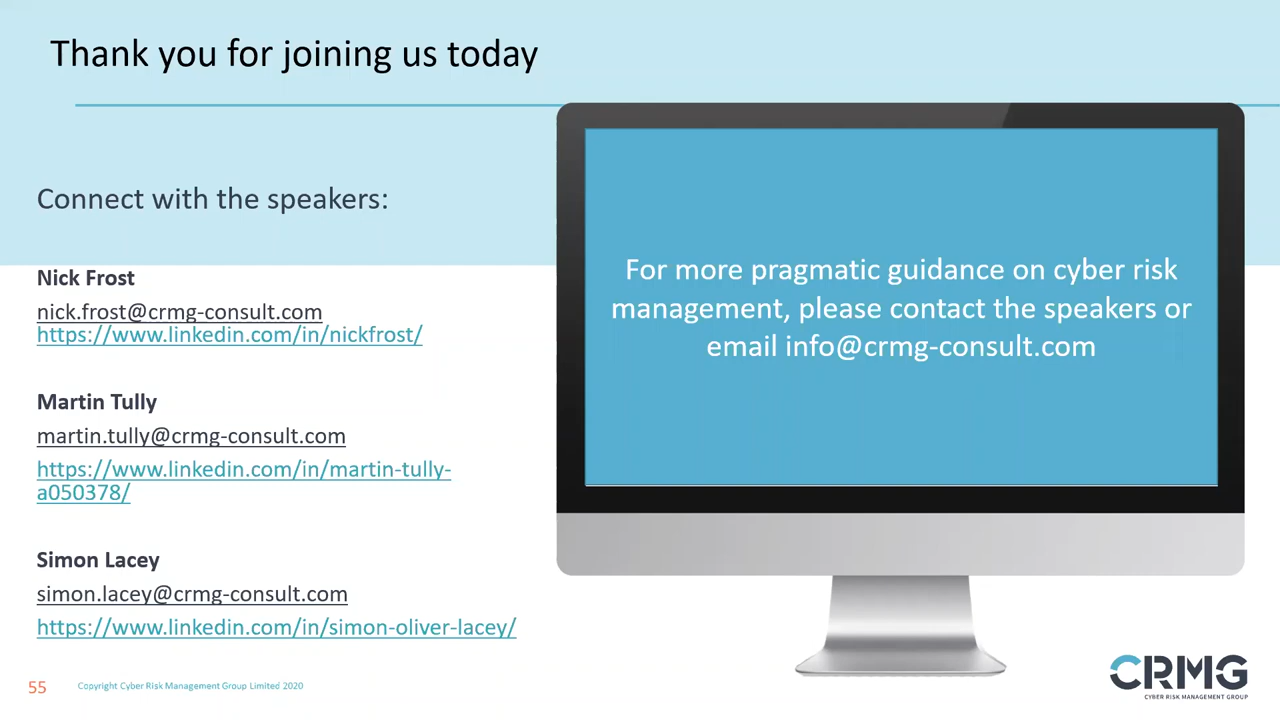 Thank you for joining us today
Connect with the speakers:
Nick Frost
nick.frost@crmg-consult.com
https://www.linkedin.com/in/nickfrost/
Martin Tully
martin.tully@crmg-consult.com
https://www.linkedin.com/in/martin-tully-
a050378/
Simon Lacey
simon.lacey@crmg-consult.com
https://www.linkedin.com/in/simon-oliver-lacey/
For more pragmatic guidance on cyber risk
management, please contact the speakers or
email info@crmg-consult.com
55
Copyright Cyber Risk Management Group Limited 2020
CRMG
CYBER RISK MANAGEMENT GROUP